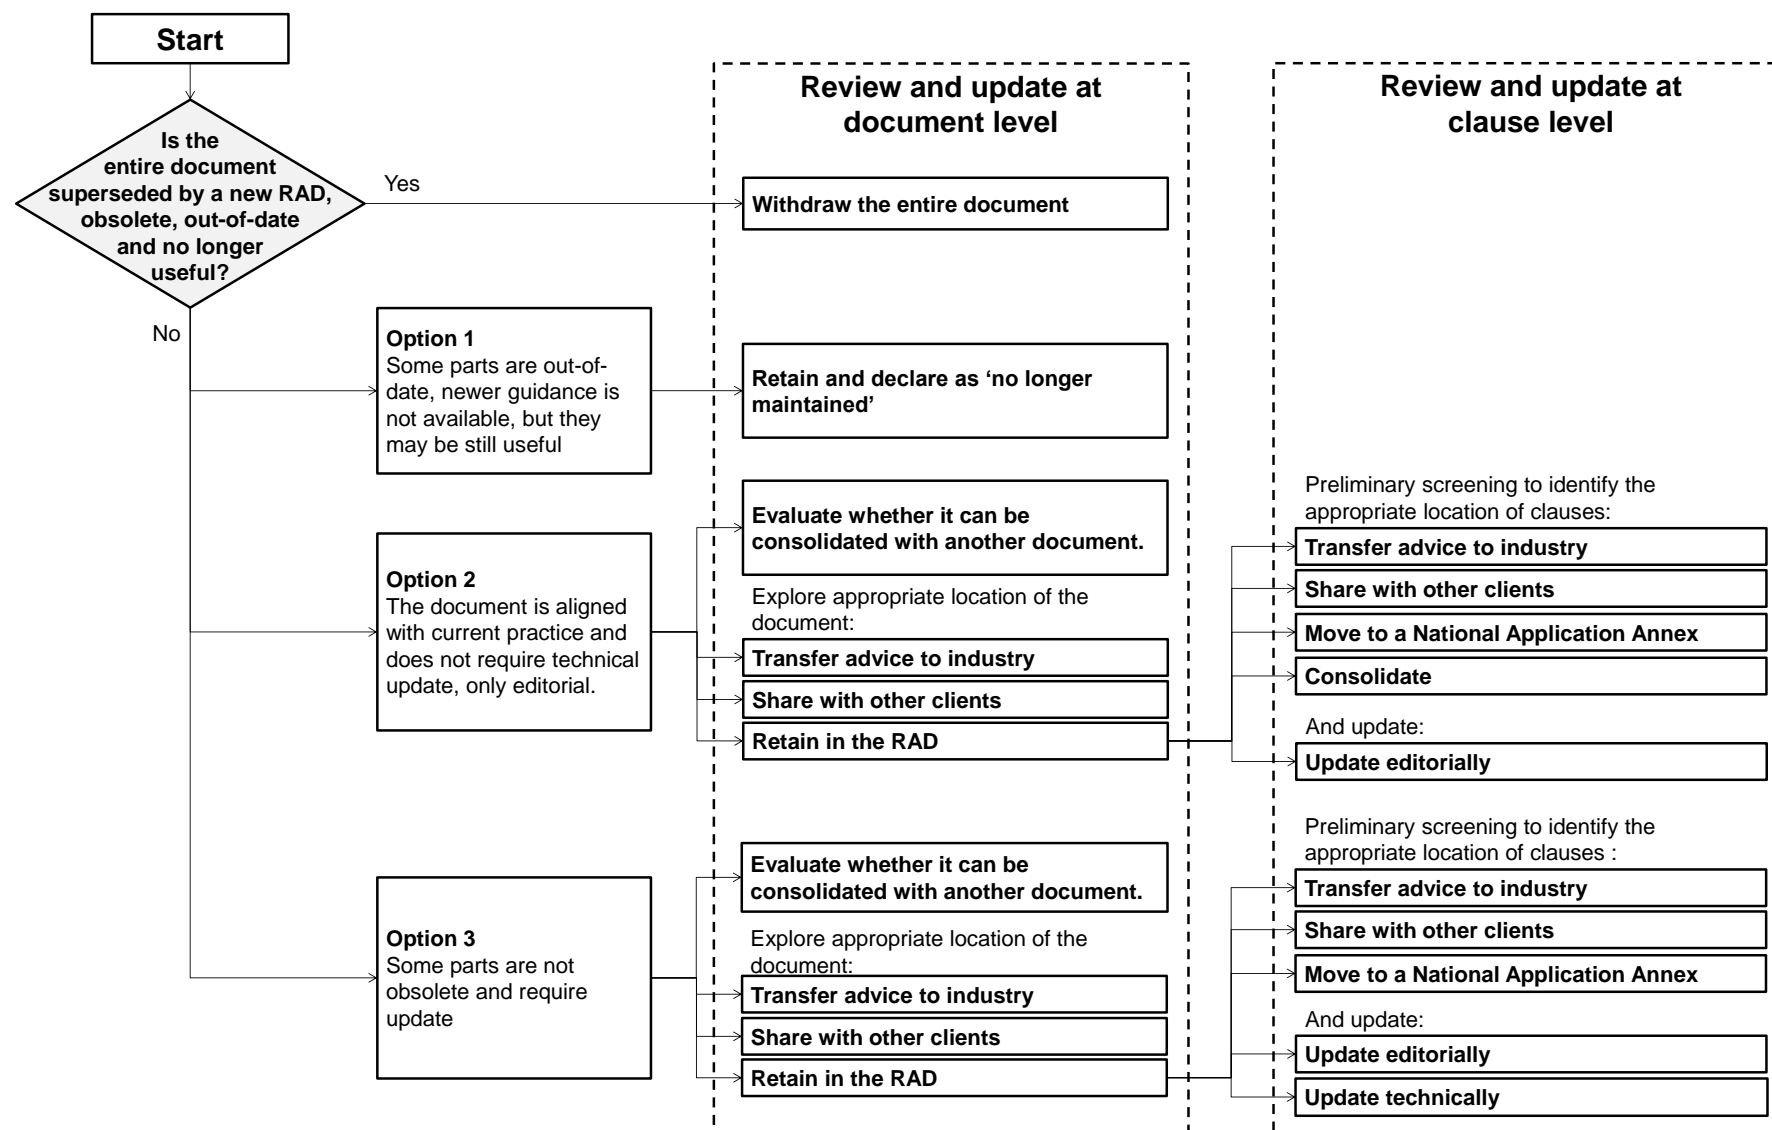 Start
Is the
entire document
superseded by a new RAD,
obsolete, out-of-date
and no longer
useful?
Yes
No
Option 1
Some parts are out-of-
date, newer guidance is
not available, but they
may be still useful
Option 2
The document is aligned
with current practice and
does not require technical
update, only editorial.
Option 3
Some parts are not
obsolete and require
update
Review and update at
document level
Withdraw the entire document
Retain and declare as ‘no longer
maintained’
Evaluate whether it can be
consolidated with another document.
Explore appropriate location of the
document:
Transfer advice to industry
Share with other clients
Retain in the RAD
Evaluate whether it can be
consolidated with another document.
Explore appropriate location of the
document:
Transfer advice to industry
Share with other clients
Retain in the RAD
Review and update at
clause level
Preliminary screening to identify the
appropriate location of clauses:
Transfer advice to industry
Share with other clients
Move to a National Application Annex
Consolidate
And update:
Update editorially
Preliminary screening to identify the
appropriate location of clauses :
Transfer advice to industry
Share with other clients
Move to a National Application Annex
And update:
Update editorially
Update technically